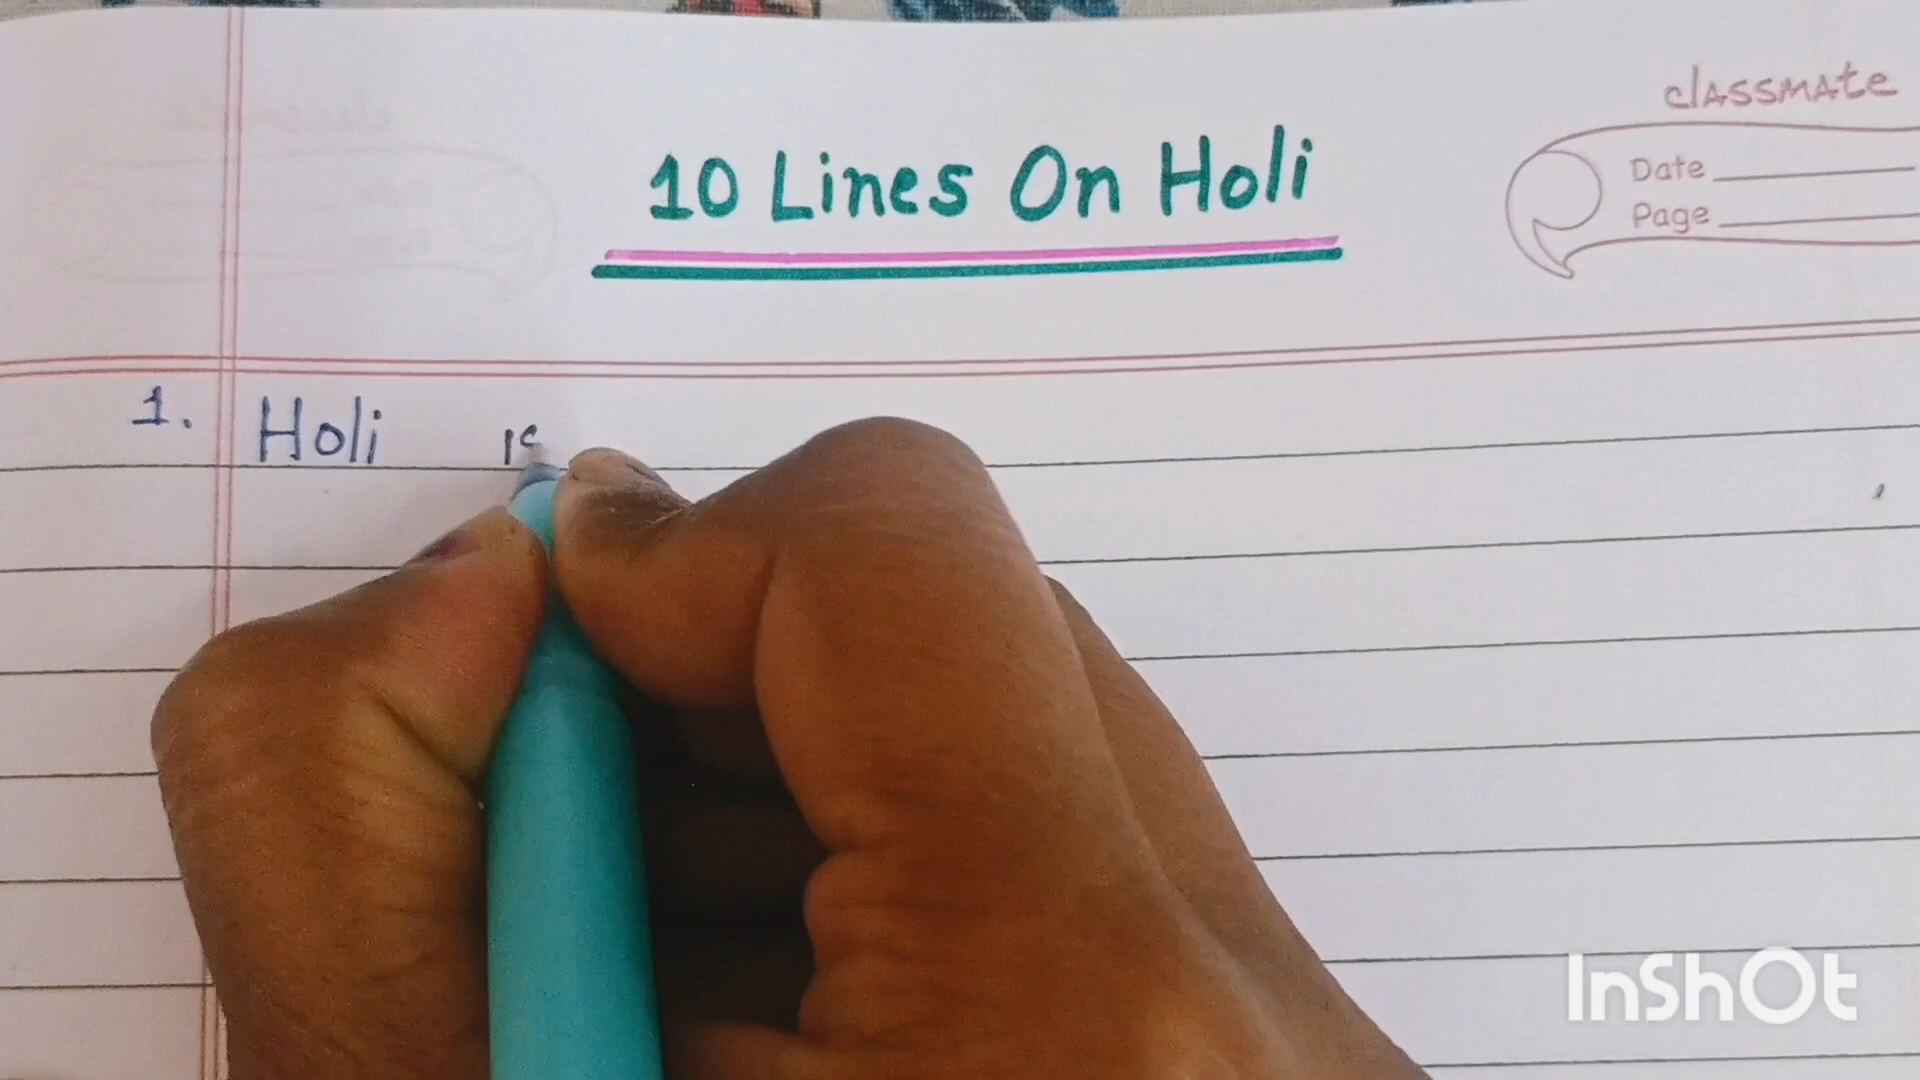 classmate
10 Lines On Holi
Date
Page
1. Holi is
InShOt